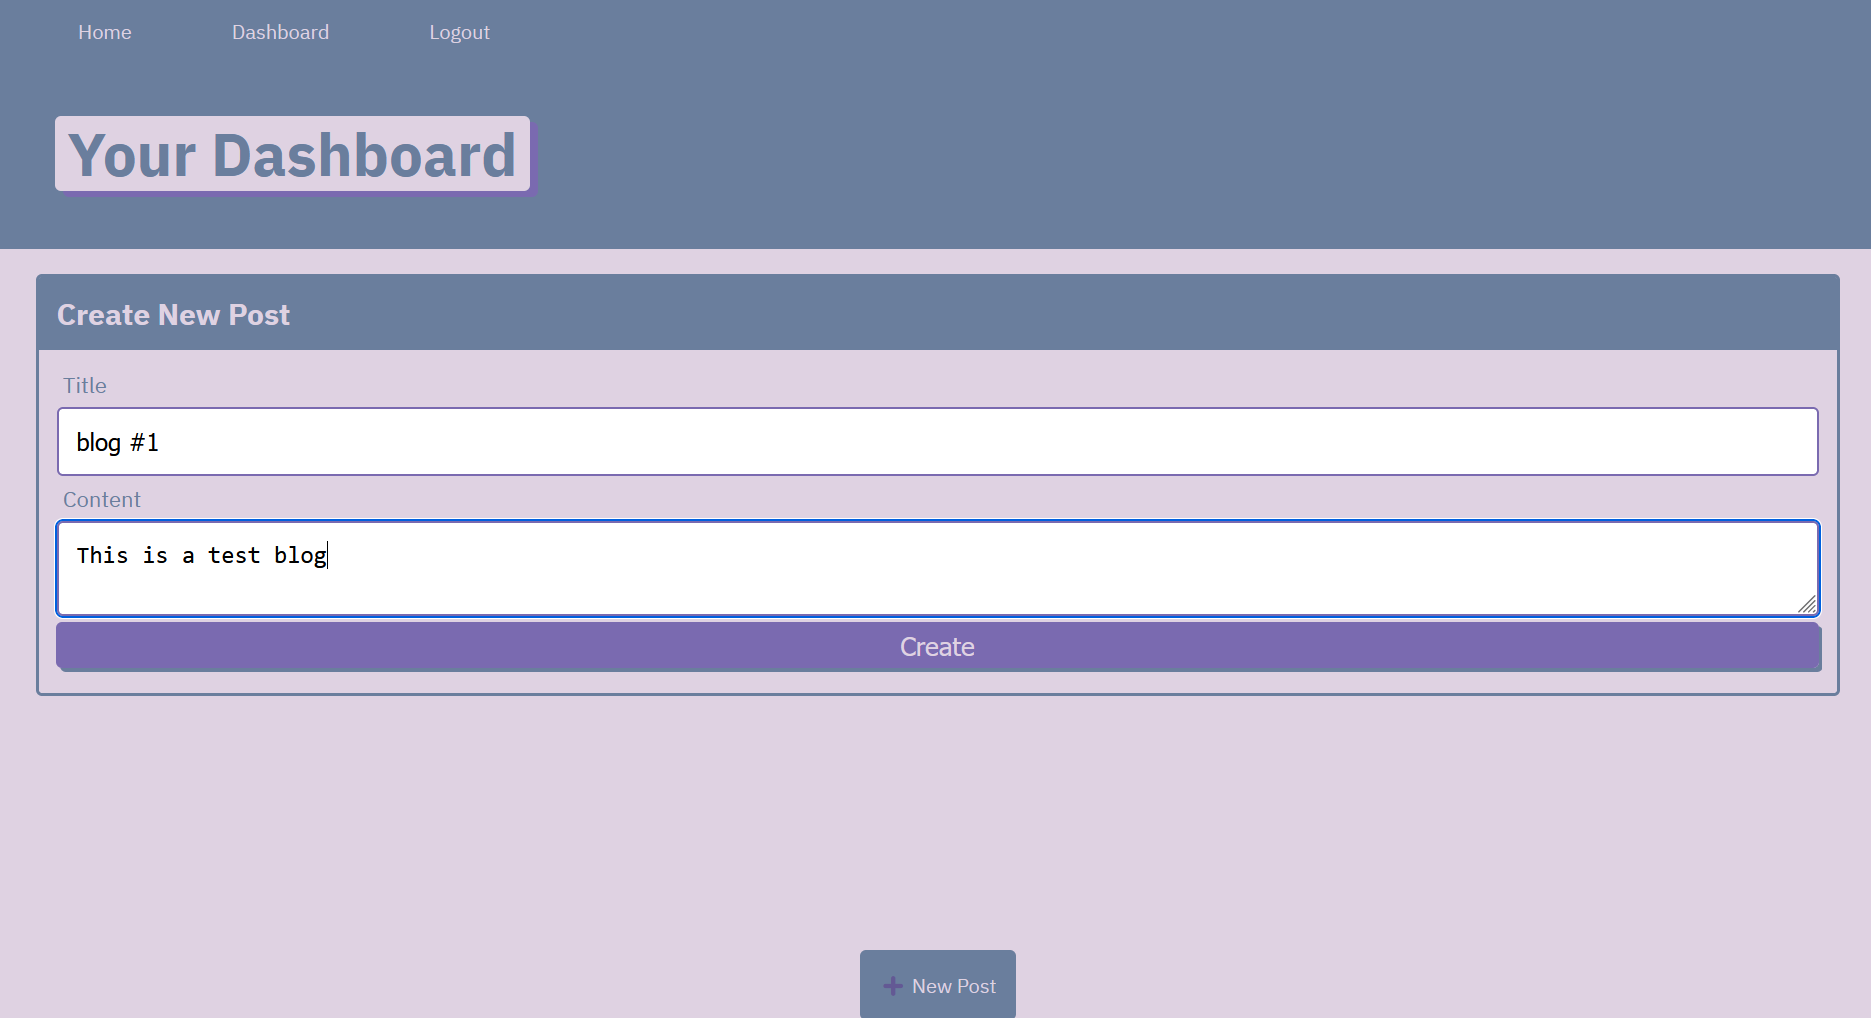 Home Dashboard Logout
Your Dashboard
Create New Post
Title
blog #1
Content
This is a test blog
Create
New Post